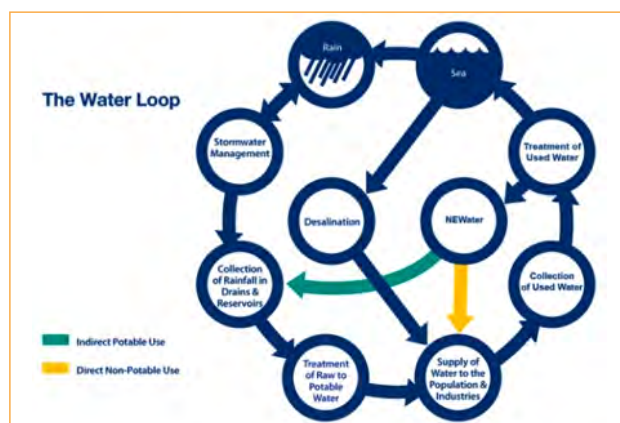 The Water Loop
Rain
Sea
Stormwater
Management
Treatment of
Used Water
Desalination
NEWater
Collection
of Rainfall in
Drains &
Reservoirs
Collection
of Used Water
Indirect Potable Use
Direct Non-Potable Use
Treatment
of Raw to
Potable
Water
Supply of
Water to the
Population &
Industries